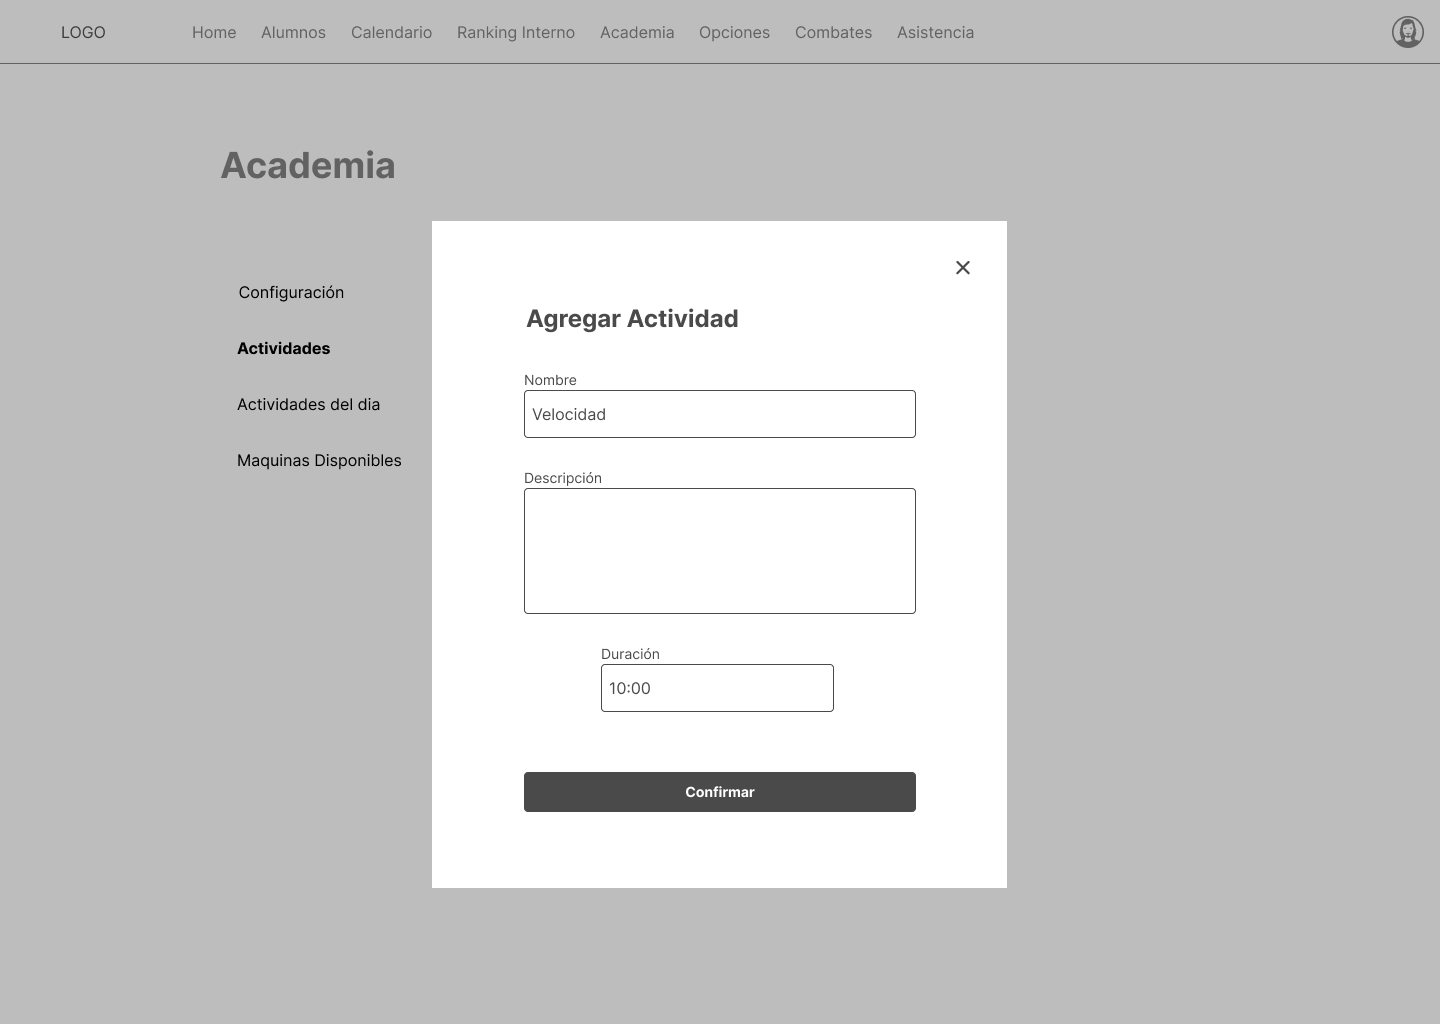 LOGO Home Alumnos Calendario Ranking Interno Academia Opciones Combates Asistencia
Academia
Configuración
Actividades
Actividades del dia
Maquinas Disponibles
Agregar Actividad
Nombre
Velocidad
Descripción
Duración
10:00
Confirmar